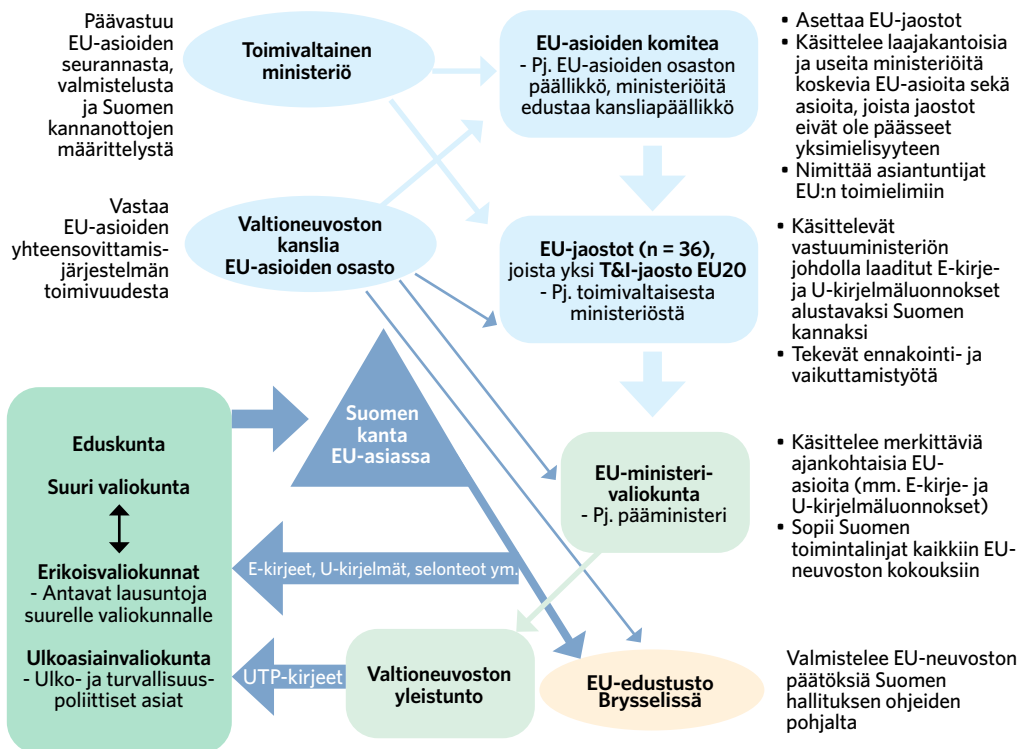 Päävastuu
EU-asioiden
seurannasta,
valmistelusta
ja Suomen
kannanottojen
määrittelystä
Toimivaltainen
ministeriö
EU-asioiden komitea
- Pj. EU-asioiden osaston
päällikkö, ministeriöitä
edustaa kansliapäällikkö
• Asettaa EU-jaostot
• Käsittelee laajakantoisia
ja useita ministeriöitä
koskevia EU-asioita sekä
asioita, joista jaostot
eivät ole päässeet
yksimielisyyteen
• Nimittää asiantuntijat
EU:n toimielimiin
Vastaa
EU-asioiden
yhteensovittamis-
järjestelmän
toimivuudesta
Valtioneuvoston
kanslia
EU-asioiden osasto
EU-jaostot (n = 36),
joista yksi T&I-jaosto EU20
- Pj. toimivaltaisesta
ministeriöstä
• Käsittelevät
vastuuministeriön
johdolla laaditut E-kirje-
ja U-kirjelmäluonnokset
alustavaksi Suomen
kannaksi
• Tekevät ennakointi- ja
vaikuttamistyötä
Suomen
kanta
EU-asiassa
Eduskunta
Suuri valiokunta
Erikoisvaliokunnat
- Antavat lausuntoja
suurelle valiokunnalle
Ulkoasiainvaliokunta
- Ulko- ja turvallisuus-
poliittiset asiat
EU-ministeri-
valiokunta
- Pj. pääministeri
• Käsittelee merkittäviä
ajankohtaisia EU-
asioita (mm. E-kirje- ja
U-kirjelmäluonnokset)
• Sopii Suomen
toimintalinjat kaikkiin EU-
neuvoston kokouksiin
E-kirjeet, U-kirjelmät, selonteot ym.
UTP-kirjeet
Valtioneuvoston
yleistunto
EU-edustusto
Brysselissä
Valmistelee EU-neuvoston
päätöksiä Suomen
hallituksen ohjeiden
pohjalta